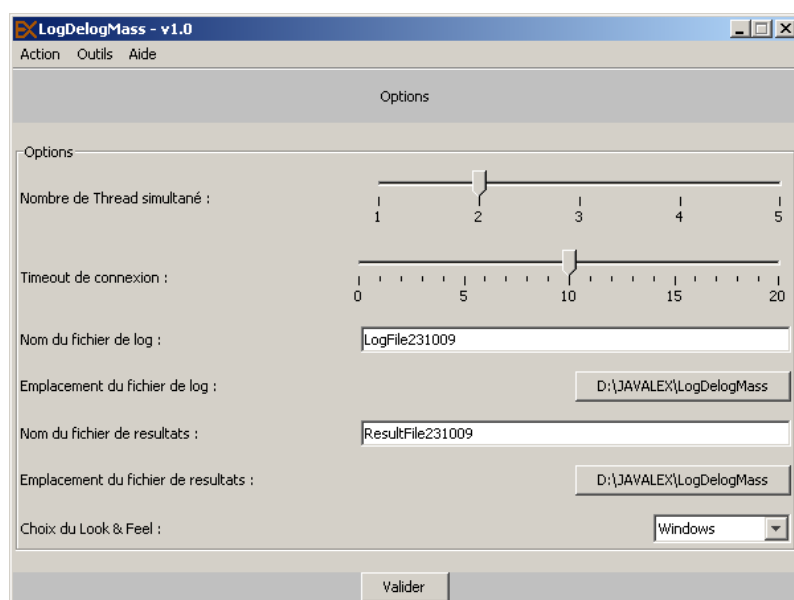 LogDelogMass - v1.0
Action Outils Aide
Options
Options
Nombre de Thread simultané :
1 2 3 4 5
Timeout de connexion :
0 5 10 15 20
Nom du fichier de log : LogFile231009
Emplacement du fichier de log : D:\JAVALEX\LogDelogMass
Nom du fichier de resultats : ResultFile231009
Emplacement du fichier de resultats : D:\JAVALEX\LogDelogMass
Choix du Look & Feel : Windows
Valider